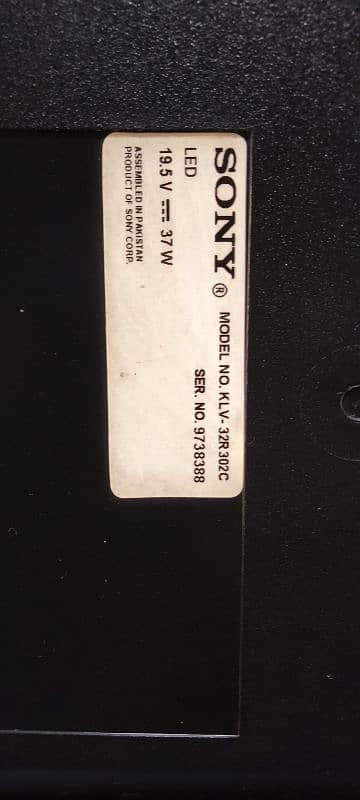 SONY ® MODEL NO. KLV- 32R302C
LED SER. NO. 9738388
19.5 V ⎓ 37 W
ASSEMBLED IN PAKISTAN
PRODUCT OF SONY CORP.